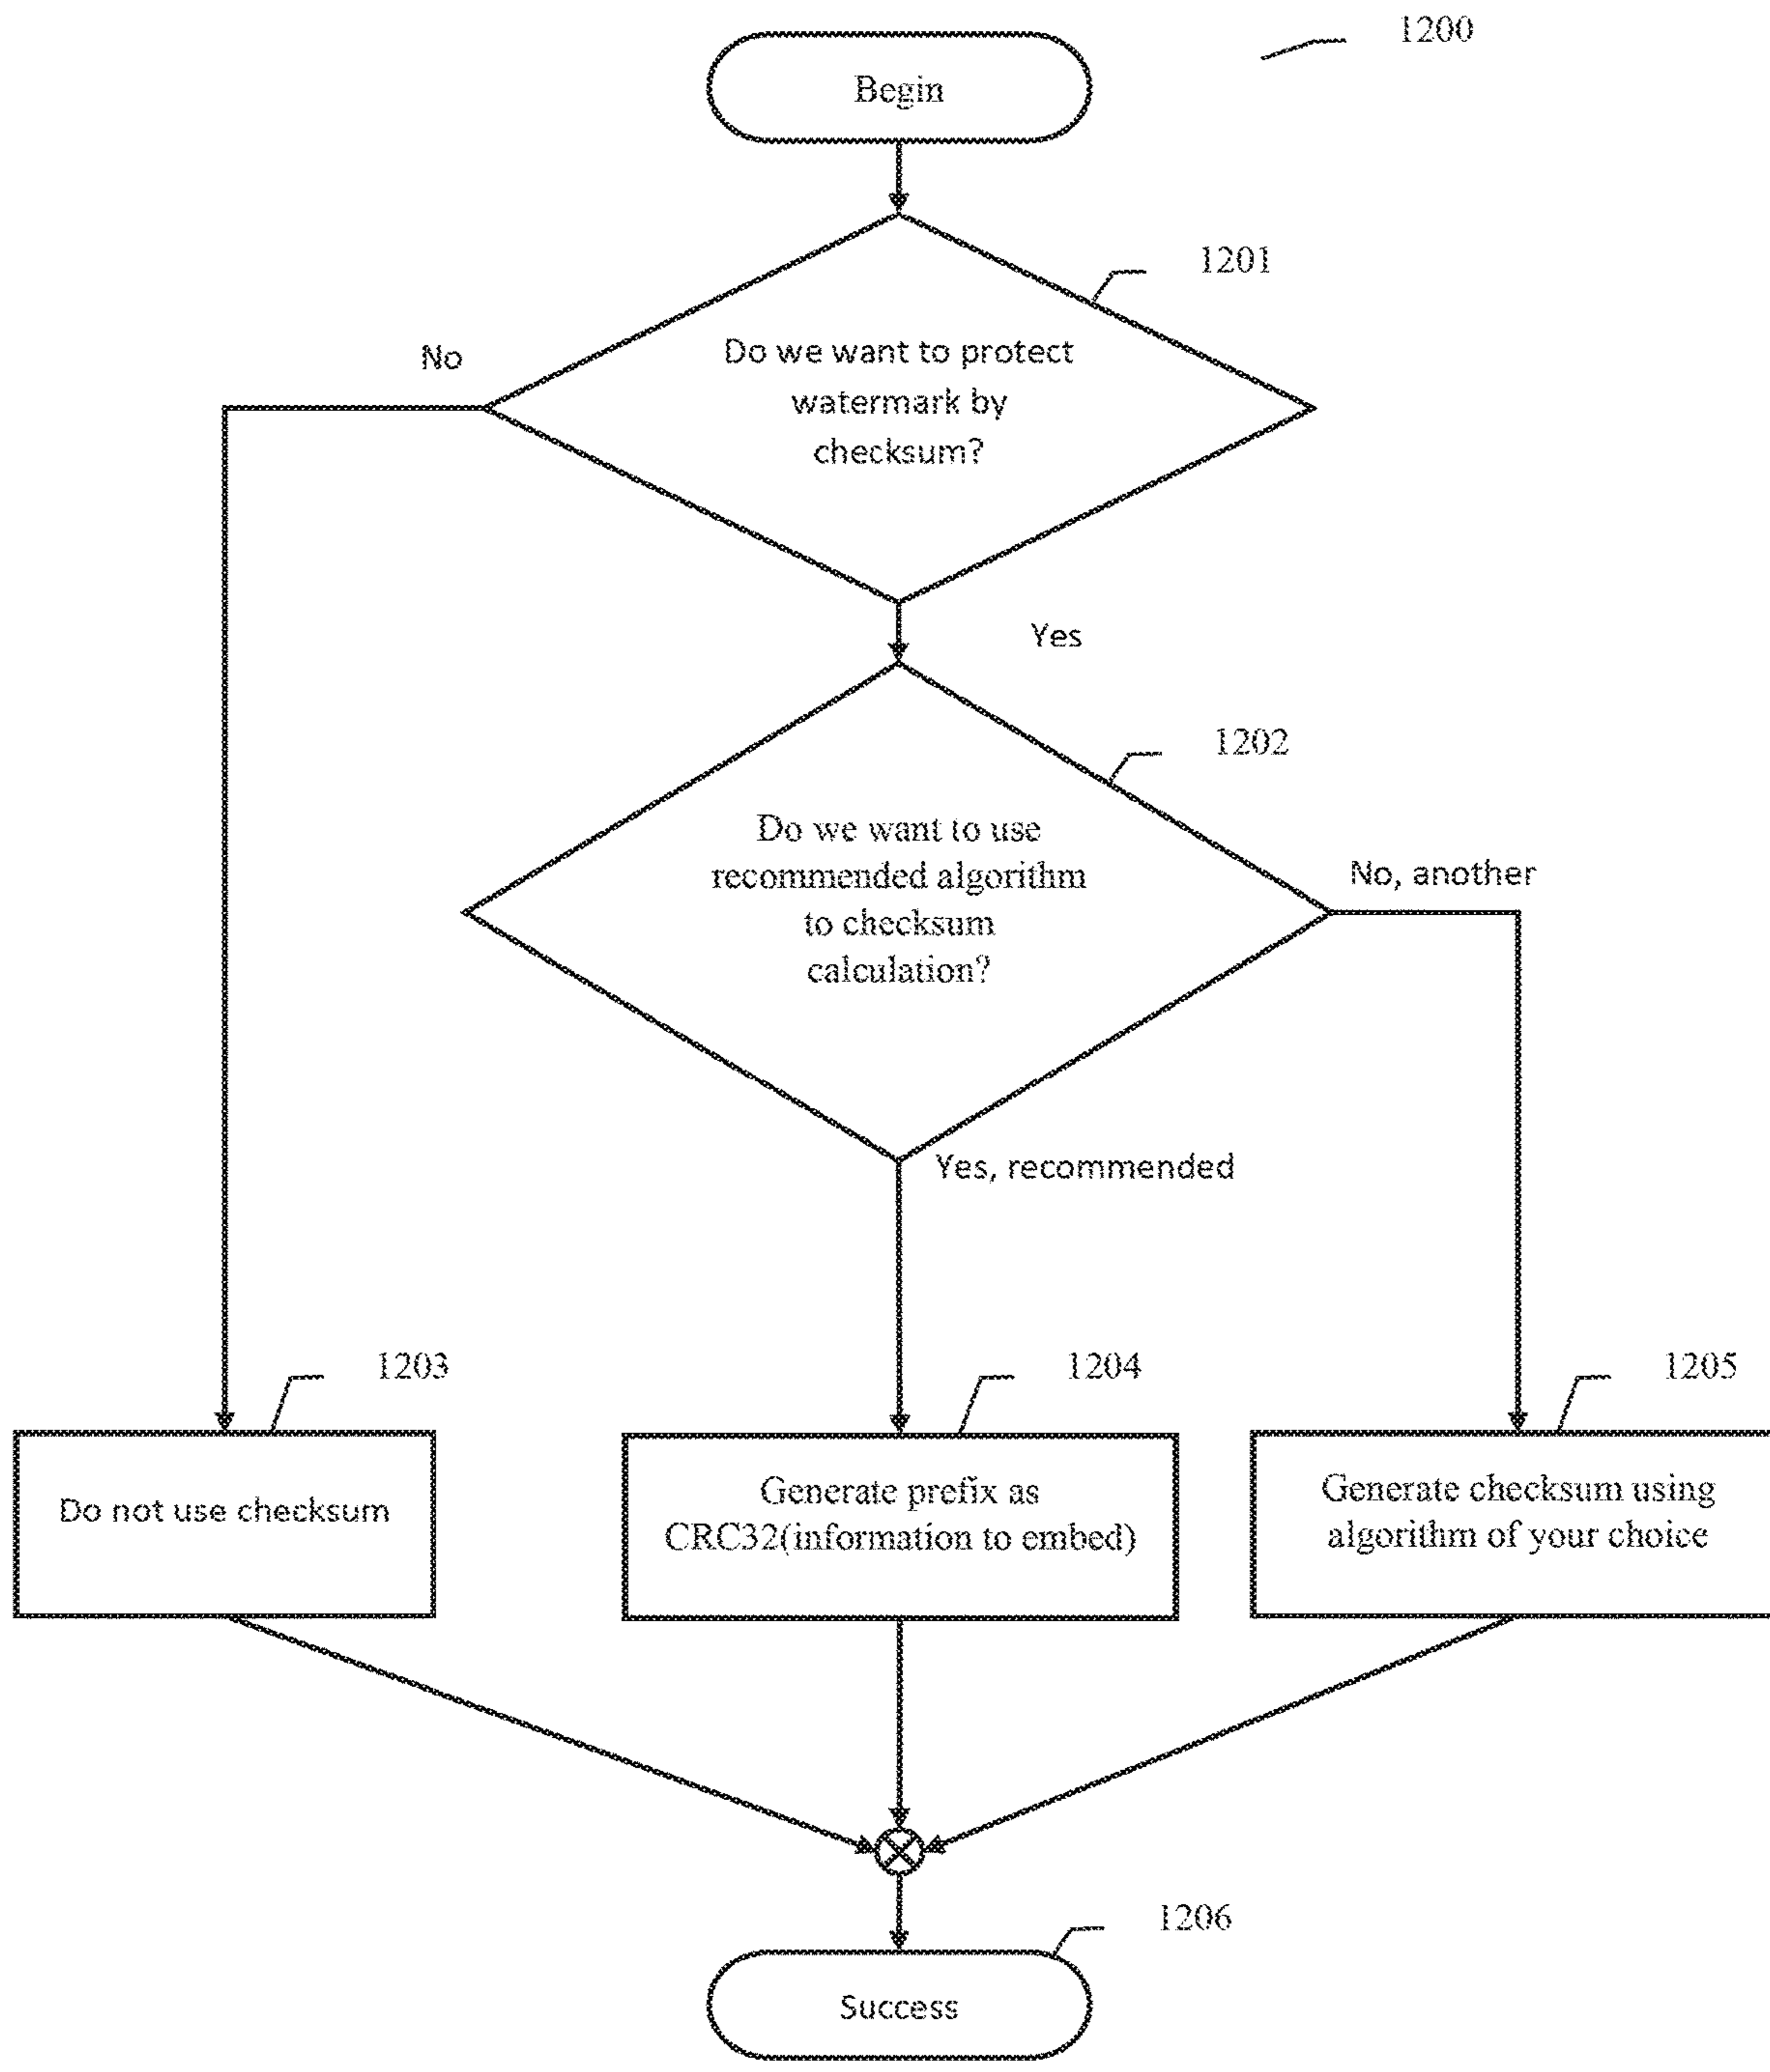 1200
Begin
1201
No
Do we want to protect
watermark by
checksum?
Yes
1202
Do we want to use
recommended algorithm
to checksum
calculation?
No, another
Yes, recommended
1203
1204
1205
Do not use checksum
Generate prefix as
CRC32(information to embed)
Generate checksum using
algorithm of your choice
1206
Success